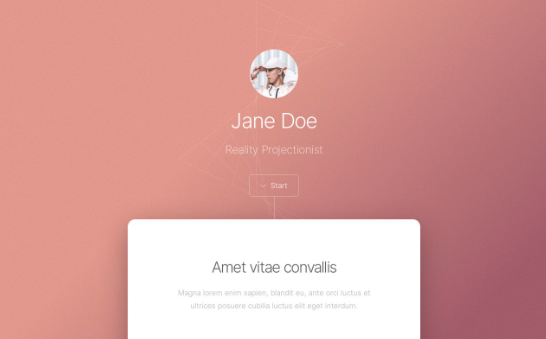 Jane Doe
Reality Projectionist
Start
Amet vitae convallis
Magna lorem enim sapien, blandit eu, ante orci luctus et
ultrices posuere cubilia luctus elit eget interdum.